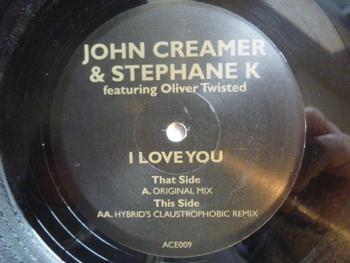 JOHN CREAMER
& STEPHANE K
featuring Oliver Twisted
I LOVE YOU
That Side
A. ORIGINAL MIX
This Side
AA. HYBRID'S CLAUSTROPHOBIC REMIX
ACE009